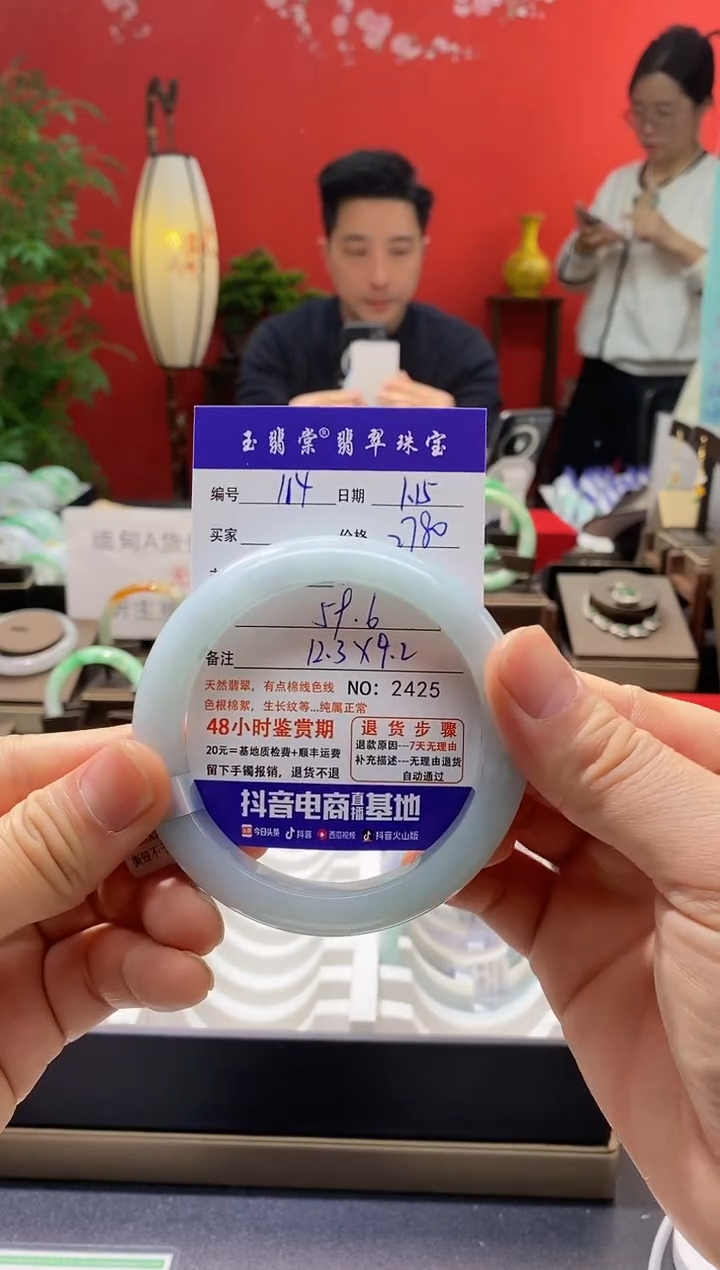 玉翡棠®翡翠珠宝
编号 114 日期 1.15
买家 价格 2780
59.6
备注 12.3X9.2
天然翡翠，有点棉线色线 NO: 2425
色根棉絮，生长纹等...纯属正常
48小时鉴赏期
20元=基地质检费+顺丰运费
留下手镯报销，退货不退
退货步骤
退款原因---7天无理由
补充描述---无理由退货
自动通过
抖音电商直播基地
今日头条 抖音 西瓜视频 抖音火山版
缅甸A货